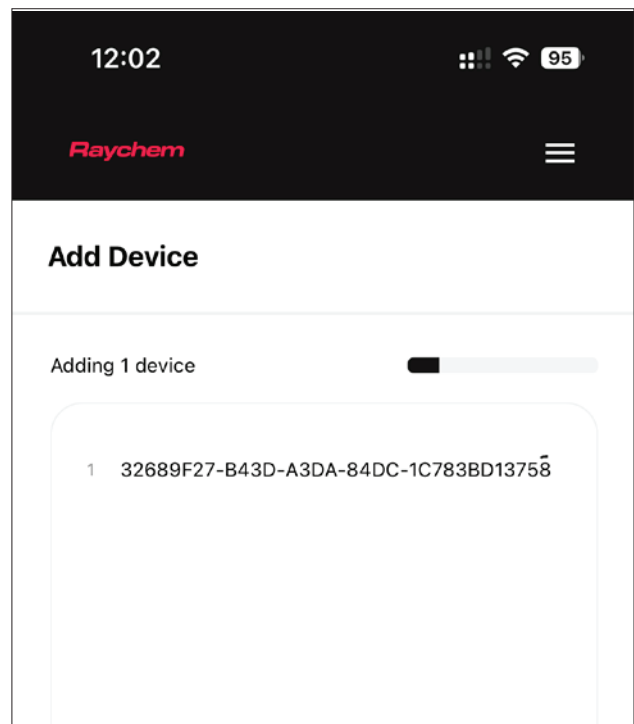 12:02
95
Raychem
Add Device
Adding 1 device
1 32689F27-B43D-A3DA-84DC-1C783BD13758